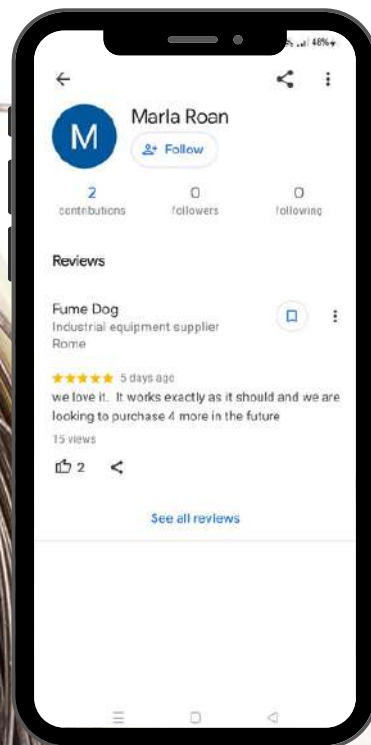 48%
Marla Roan
M
Follow
2
0
0
contributions
followers
following
Reviews
Fume Dog
Industrial equipment supplier
Rome
5 days ago
we love it. It works exactly as it should and we are
looking to purchase 4 more in the future
15 views
2
See all reviews